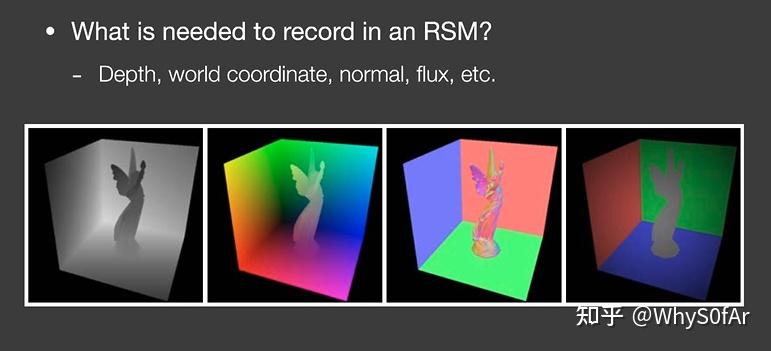 • What is needed to record in an RSM?
- Depth, world coordinate, normal, flux, etc.
知乎 @WhyS0fAr